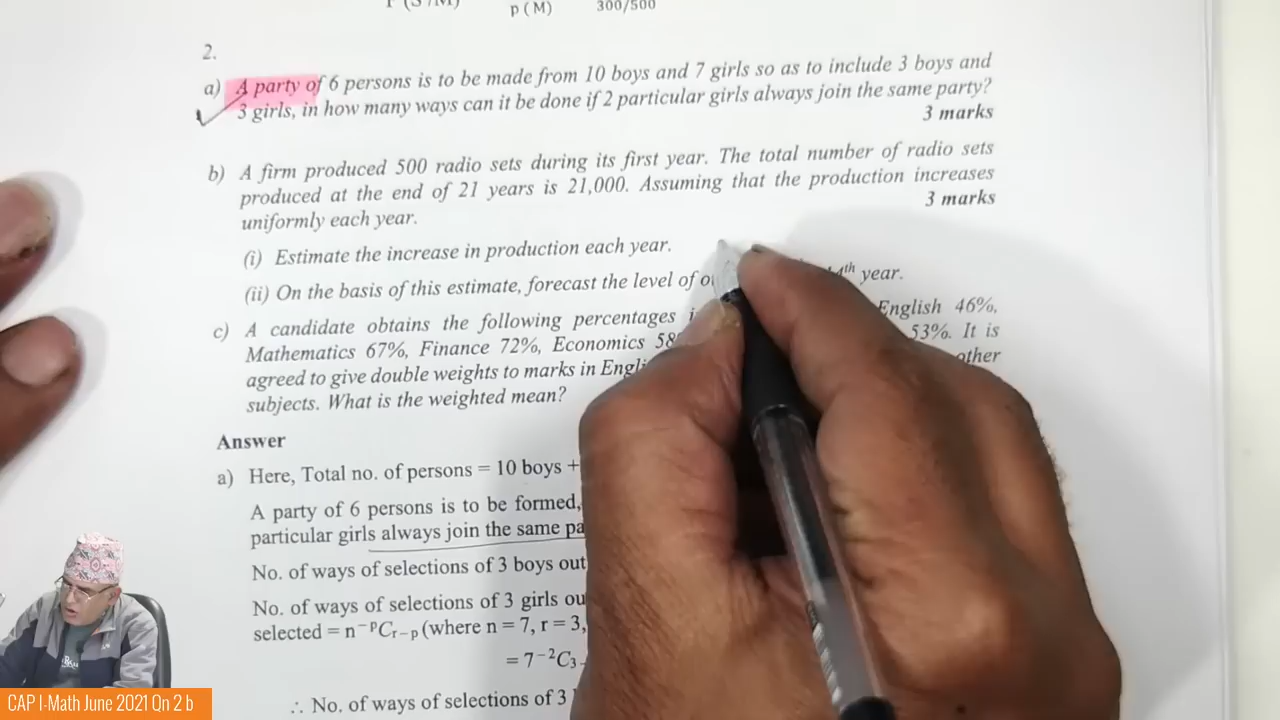 p (M) 300/500
2.
a) A party of 6 persons is to be made from 10 boys and 7 girls so as to include 3 boys and
3 girls, in how many ways can it be done if 2 particular girls always join the same party?
3 marks
b) A firm produced 500 radio sets during its first year. The total number of radio sets
produced at the end of 21 years is 21,000. Assuming that the production increases
uniformly each year.
3 marks
(i) Estimate the increase in production each year.
(ii) On the basis of this estimate, forecast the level of year.
c) A candidate obtains the following percentages English 46%,
Mathematics 67%, Finance 72%, Economics 53%. It is
agreed to give double weights to marks in other
subjects. What is the weighted mean?
Answer
a) Here, Total no. of persons = 10 boys +
A party of 6 persons is to be formed,
particular girls always join the same
No. of ways of selections of 3 boys out
No. of ways of selections of 3 girls
selected = n⁻ᵖCᵣ₋ₚ (where n = 7, r = 3,
= 7⁻²C₃
∴ No. of ways of selections of 3
CAP I-Math June 2021 Qn 2 b